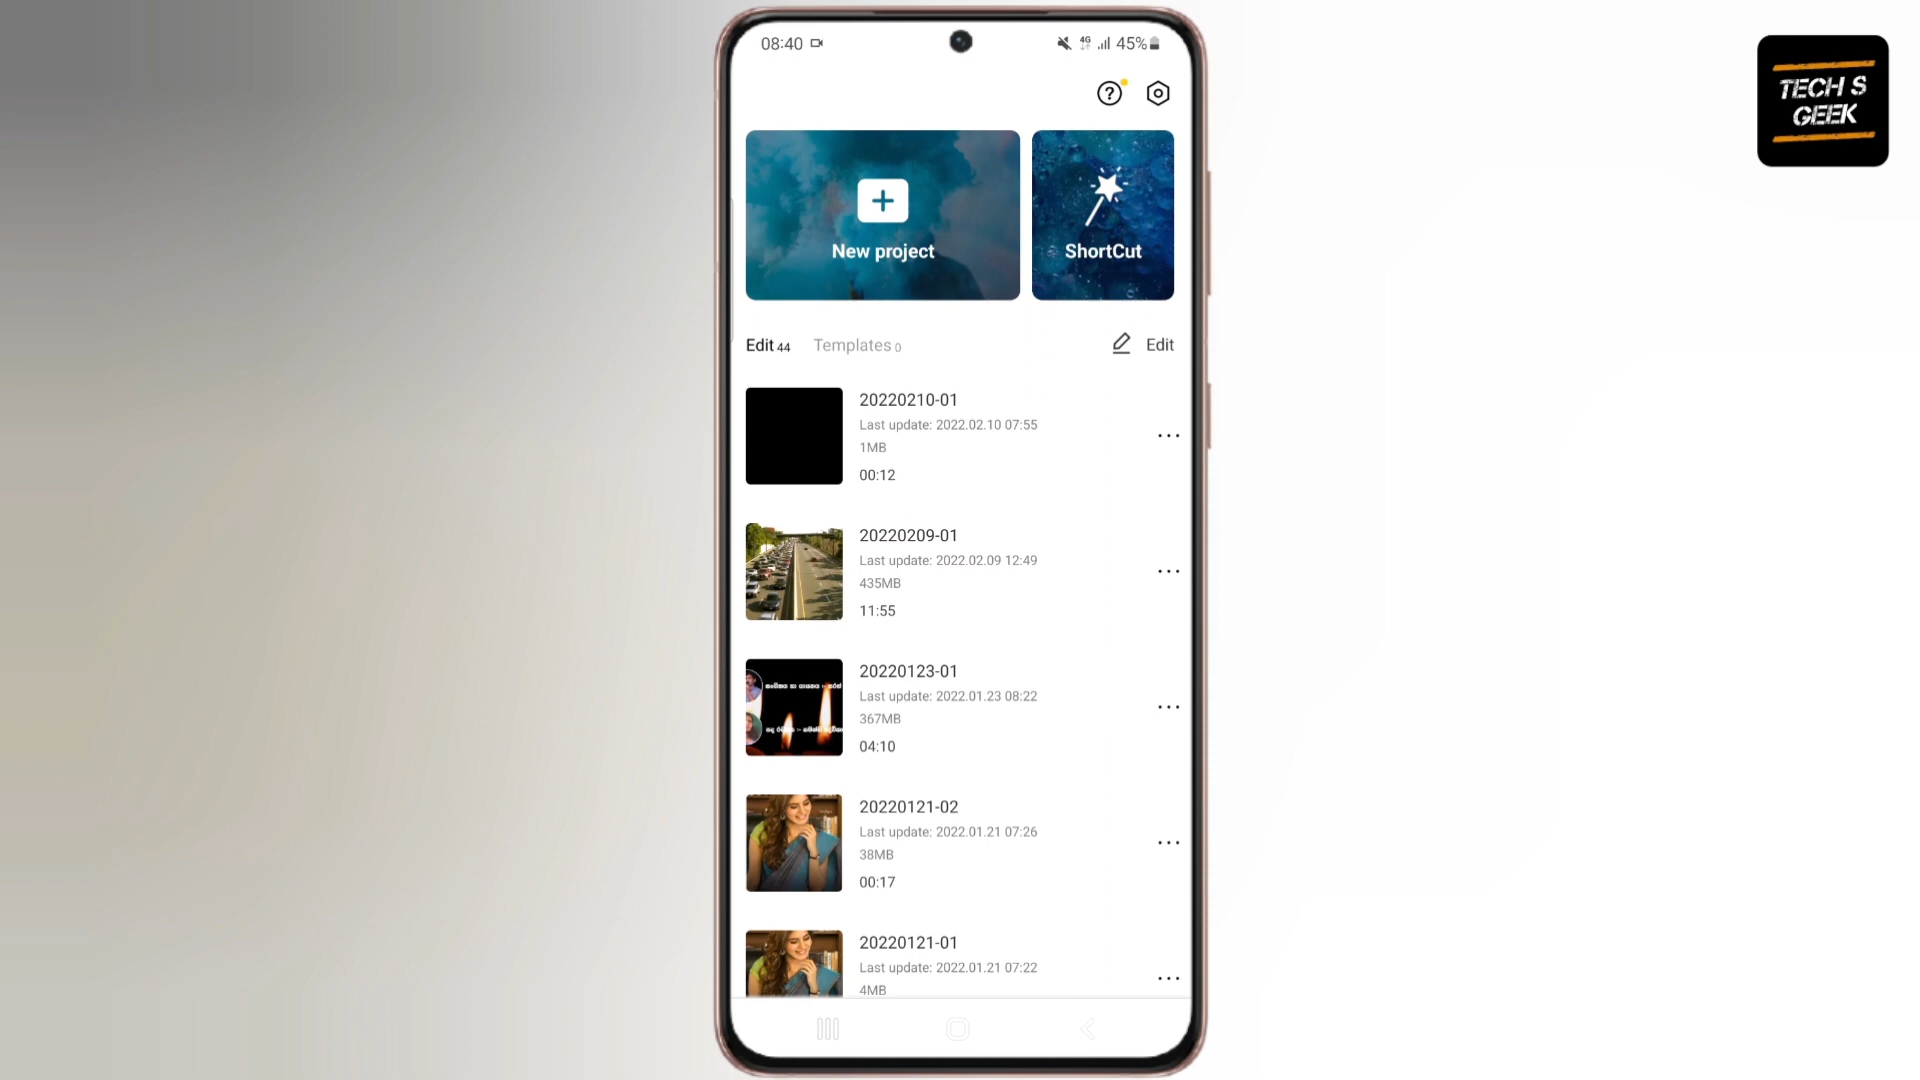 08:40
4G
45%
TECH S
GEEK
New project
ShortCut
Edit 44
Templates 0
Edit
20220210-01
Last update: 2022.02.10 07:55
1MB
00:12
20220209-01
Last update: 2022.02.09 12:49
435MB
11:55
20220123-01
Last update: 2022.01.23 08:22
367MB
04:10
20220121-02
Last update: 2022.01.21 07:26
38MB
00:17
20220121-01
Last update: 2022.01.21 07:22
4MB